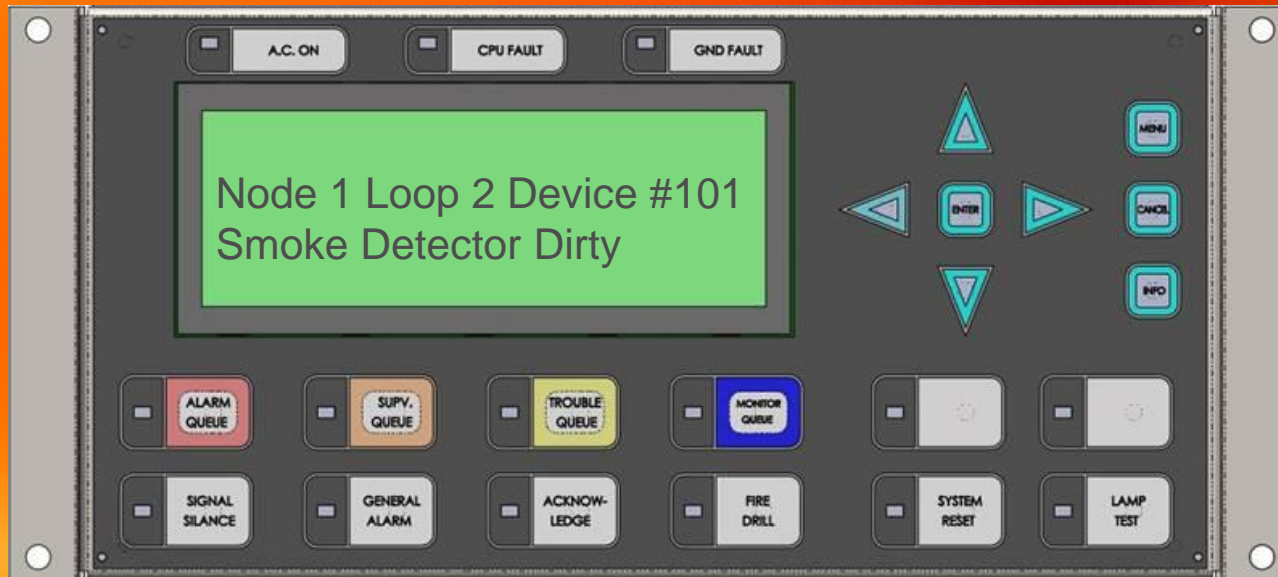 A.C. ON
CPU FAULT
GND FAULT
Node 1 Loop 2 Device #101
Smoke Detector Dirty
MENU
ENTER
CANCEL
INFO
ALARM
QUEUE
SUPV.
QUEUE
TROUBLE
QUEUE
MONITOR
QUEUE
SIGNAL
SILANCE
GENERAL
ALARM
ACKNOW-
LEDGE
FIRE
DRILL
SYSTEM
RESET
LAMP
TEST